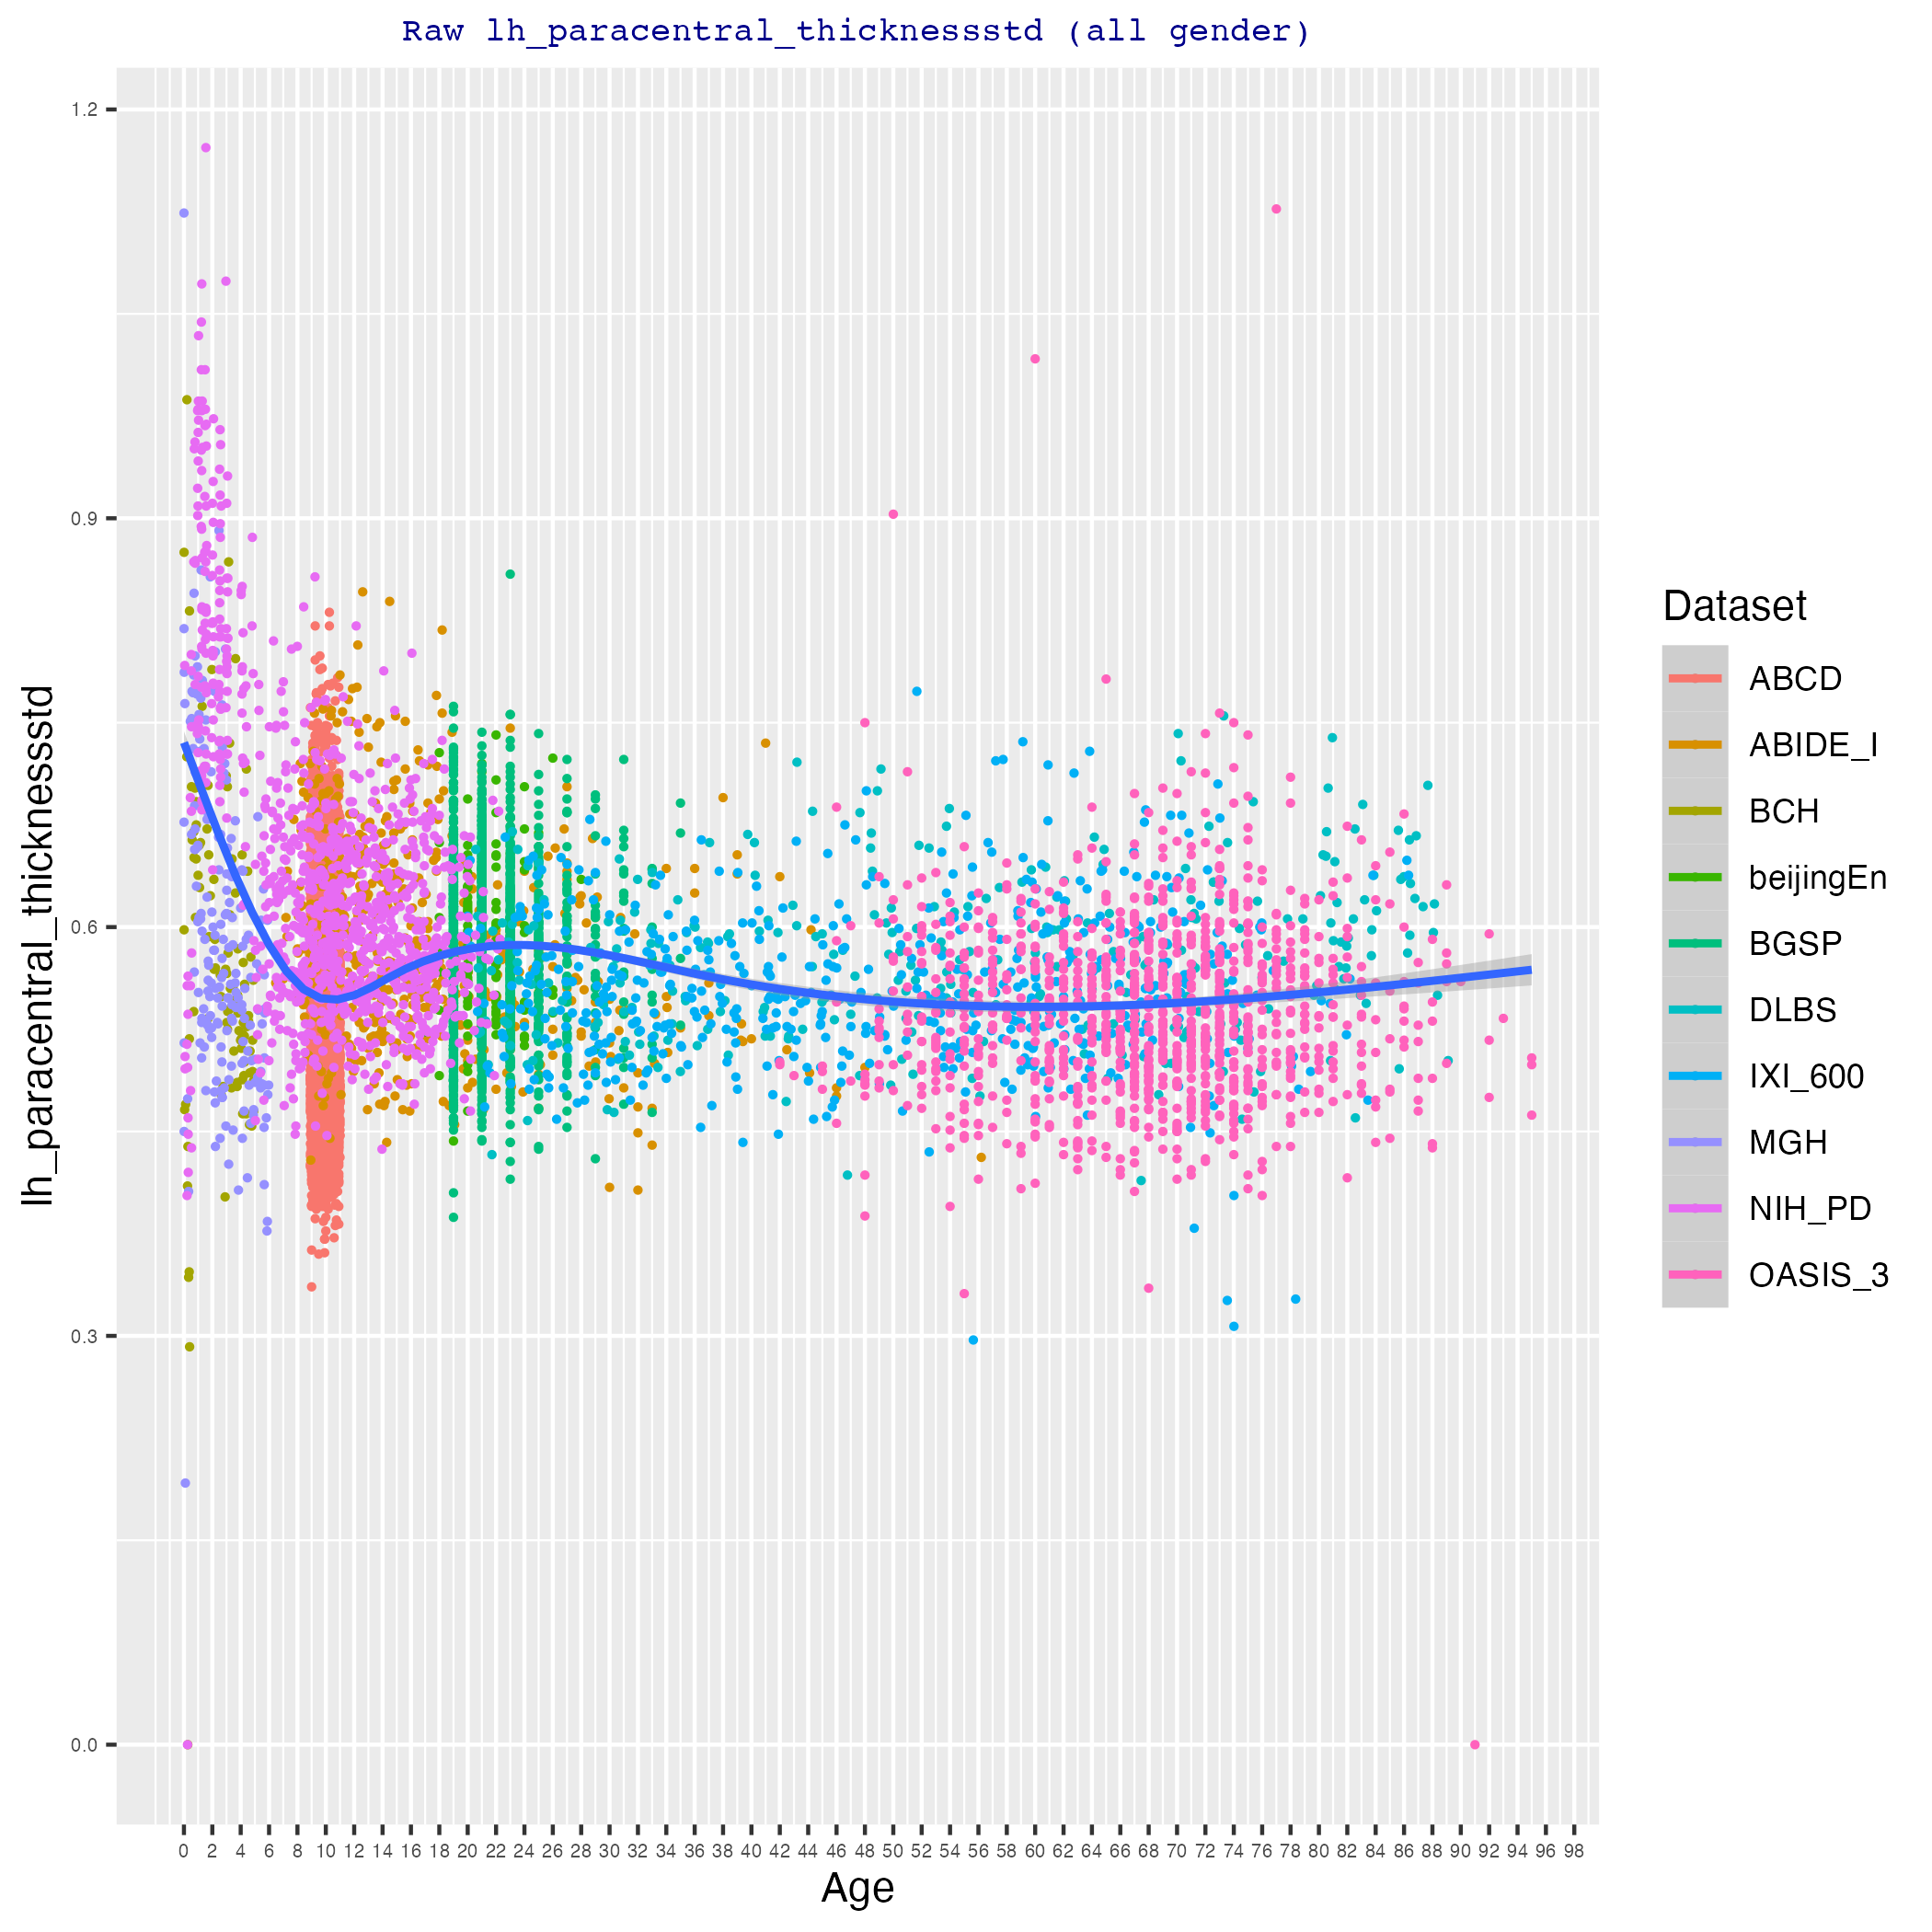 Raw lh_paracentral_thicknessstd (all gender)
lh_paracentral_thicknessstd
1.2
0.9
0.6
0.3
0.0
0 2 4 6 8 10 12 14 16 18 20 22 24 26 28 30 32 34 36 38 40 42 44 46 48 50 52 54 56 58 60 62 64 66 68 70 72 74 76 78 80 82 84 86 88 90 92 94 96 98
Age
Dataset
ABCD
ABIDE_I
BCH
beijingEn
BGSP
DLBS
IXI_600
MGH
NIH_PD
OASIS_3